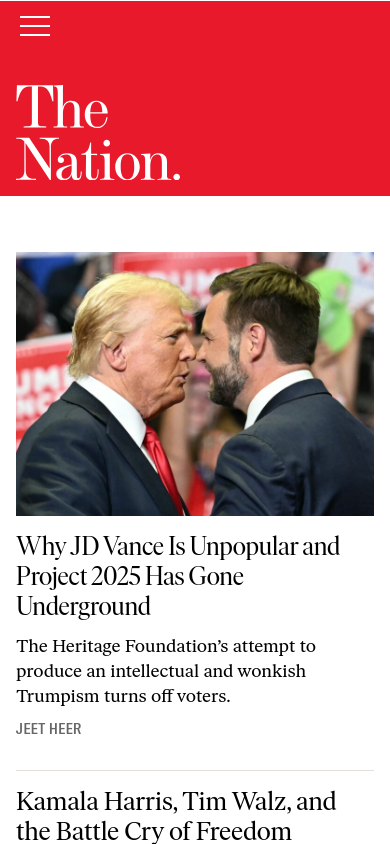 The
Nation.
TRUMP
Why JD Vance Is Unpopular and
Project 2025 Has Gone
Underground
The Heritage Foundation’s attempt to
produce an intellectual and wonkish
Trumpism turns off voters.
JEET HEER
Kamala Harris, Tim Walz, and
the Battle Cry of Freedom